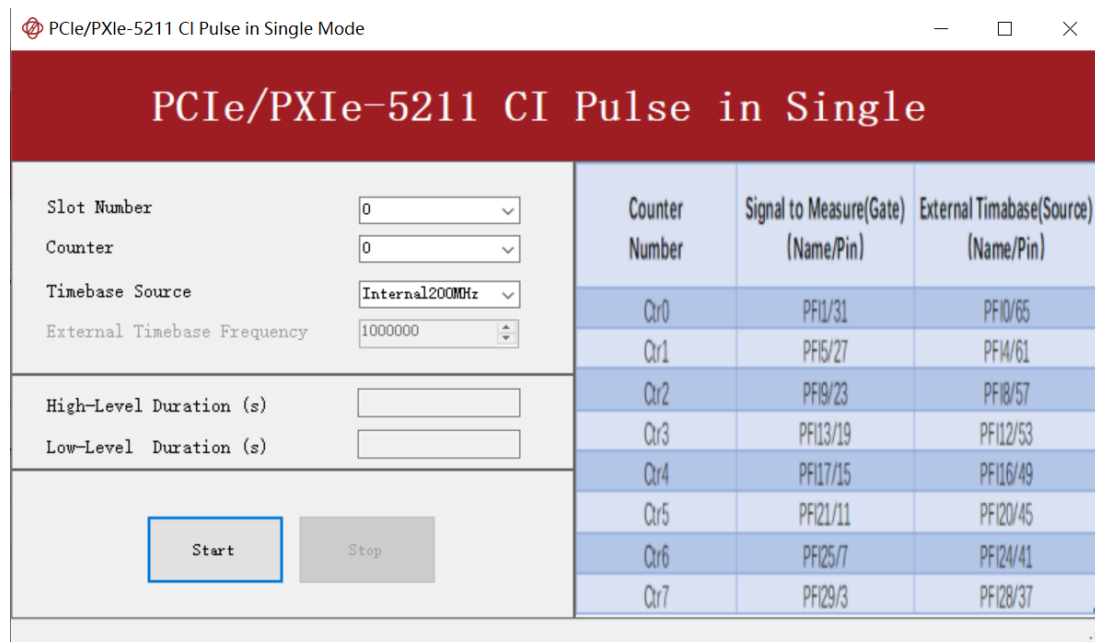 PCIe/PXIe-5211 CI Pulse in Single Mode
PCIe/PXIe-5211 CI Pulse in Single
Slot Number 0
Counter 0
Timebase Source Internal200MHz
External Timebase Frequency 1000000
High-Level Duration (s)
Low-Level Duration (s)
Start Stop
Counter Number Signal to Measure(Gate) (Name/Pin) External Timabase(Source) (Name/Pin)
Ctr0 PFI1/31 PFI0/65
Ctr1 PFI5/27 PFI4/61
Ctr2 PFI9/23 PFI8/57
Ctr3 PFI13/19 PFI12/53
Ctr4 PFI17/15 PFI16/49
Ctr5 PFI21/11 PFI20/45
Ctr6 PFI25/7 PFI24/41
Ctr7 PFI29/3 PFI28/37